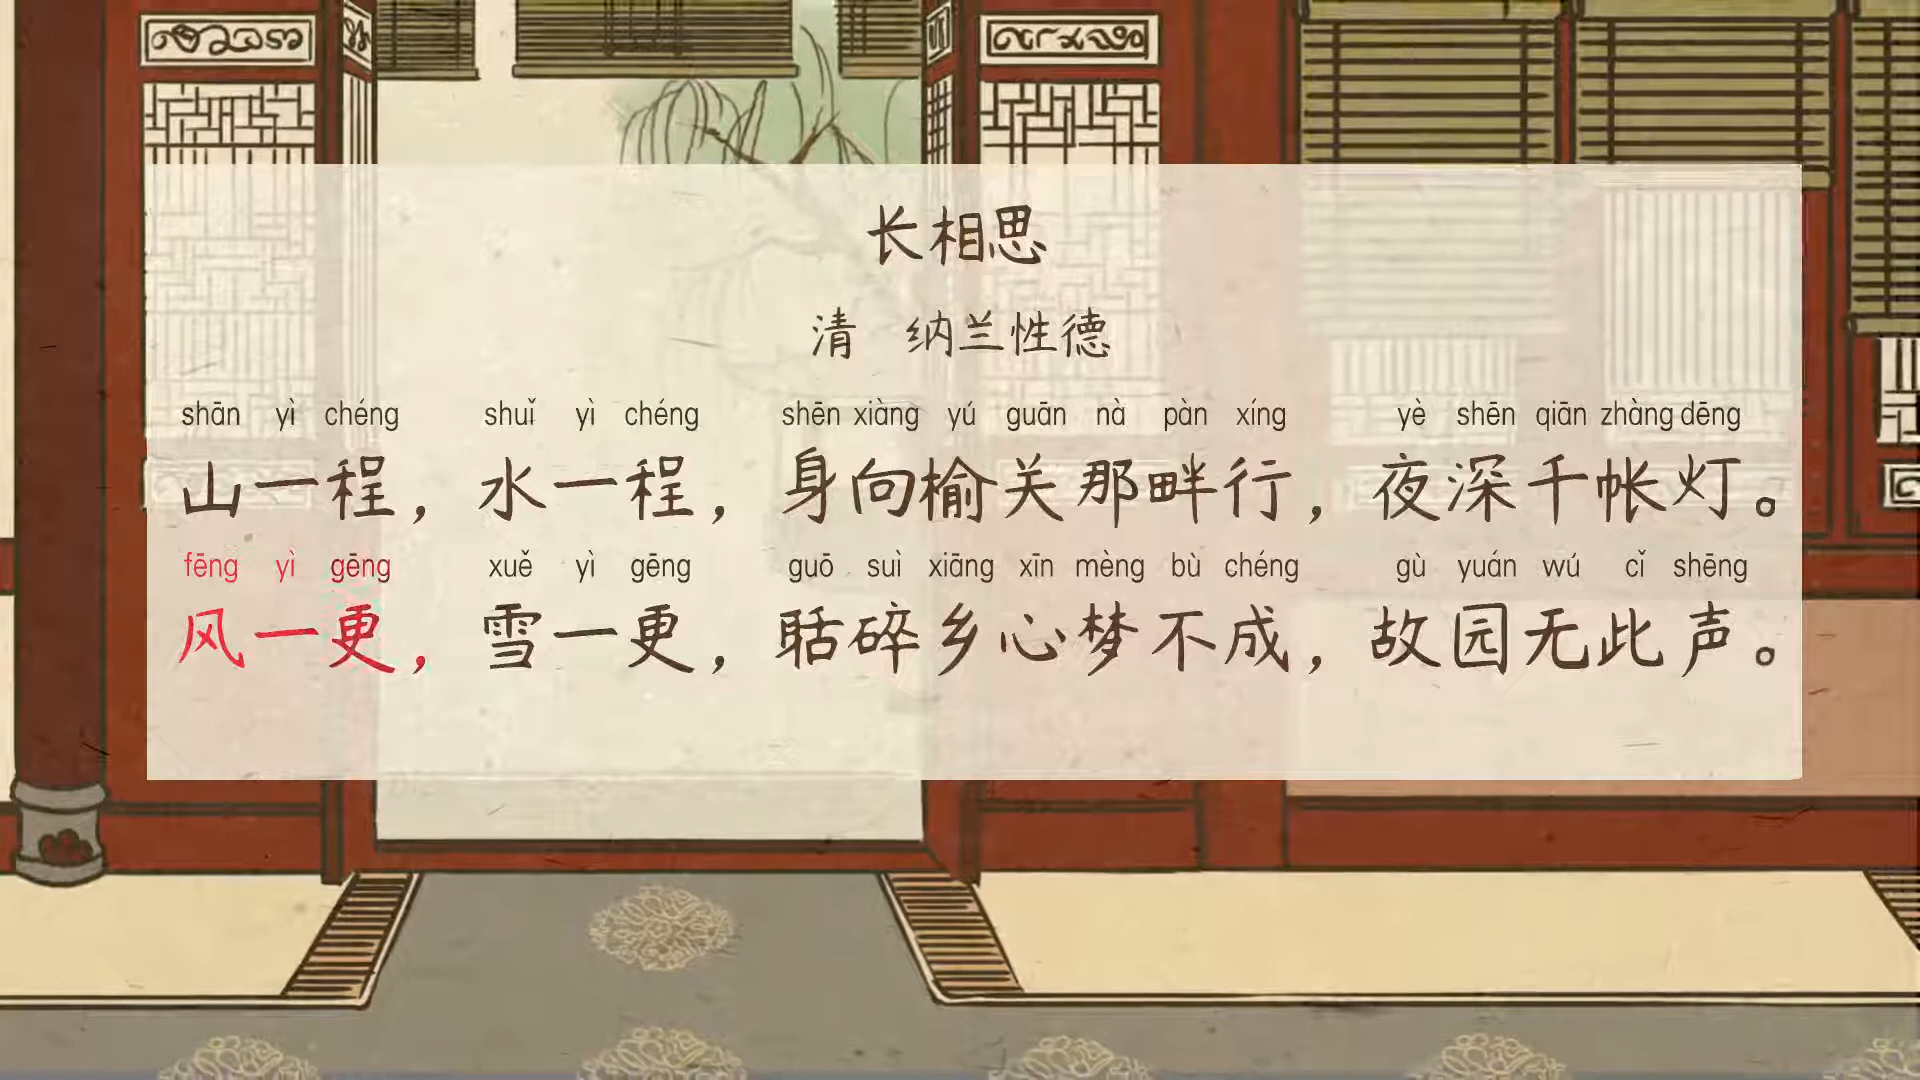 长相思
清 纳兰性德
shān yì chéng shuǐ yì chéng shēn xiàng yú guān nà pàn xíng yè shēn qiān zhàng dēng
山一程，水一程，身向榆关那畔行，夜深千帐灯。
fēng yì gēng xuě yì gēng guō suì xiāng xīn mèng bù chéng gù yuán wú cǐ shēng
风一更，雪一更，聒碎乡心梦不成，故园无此声。